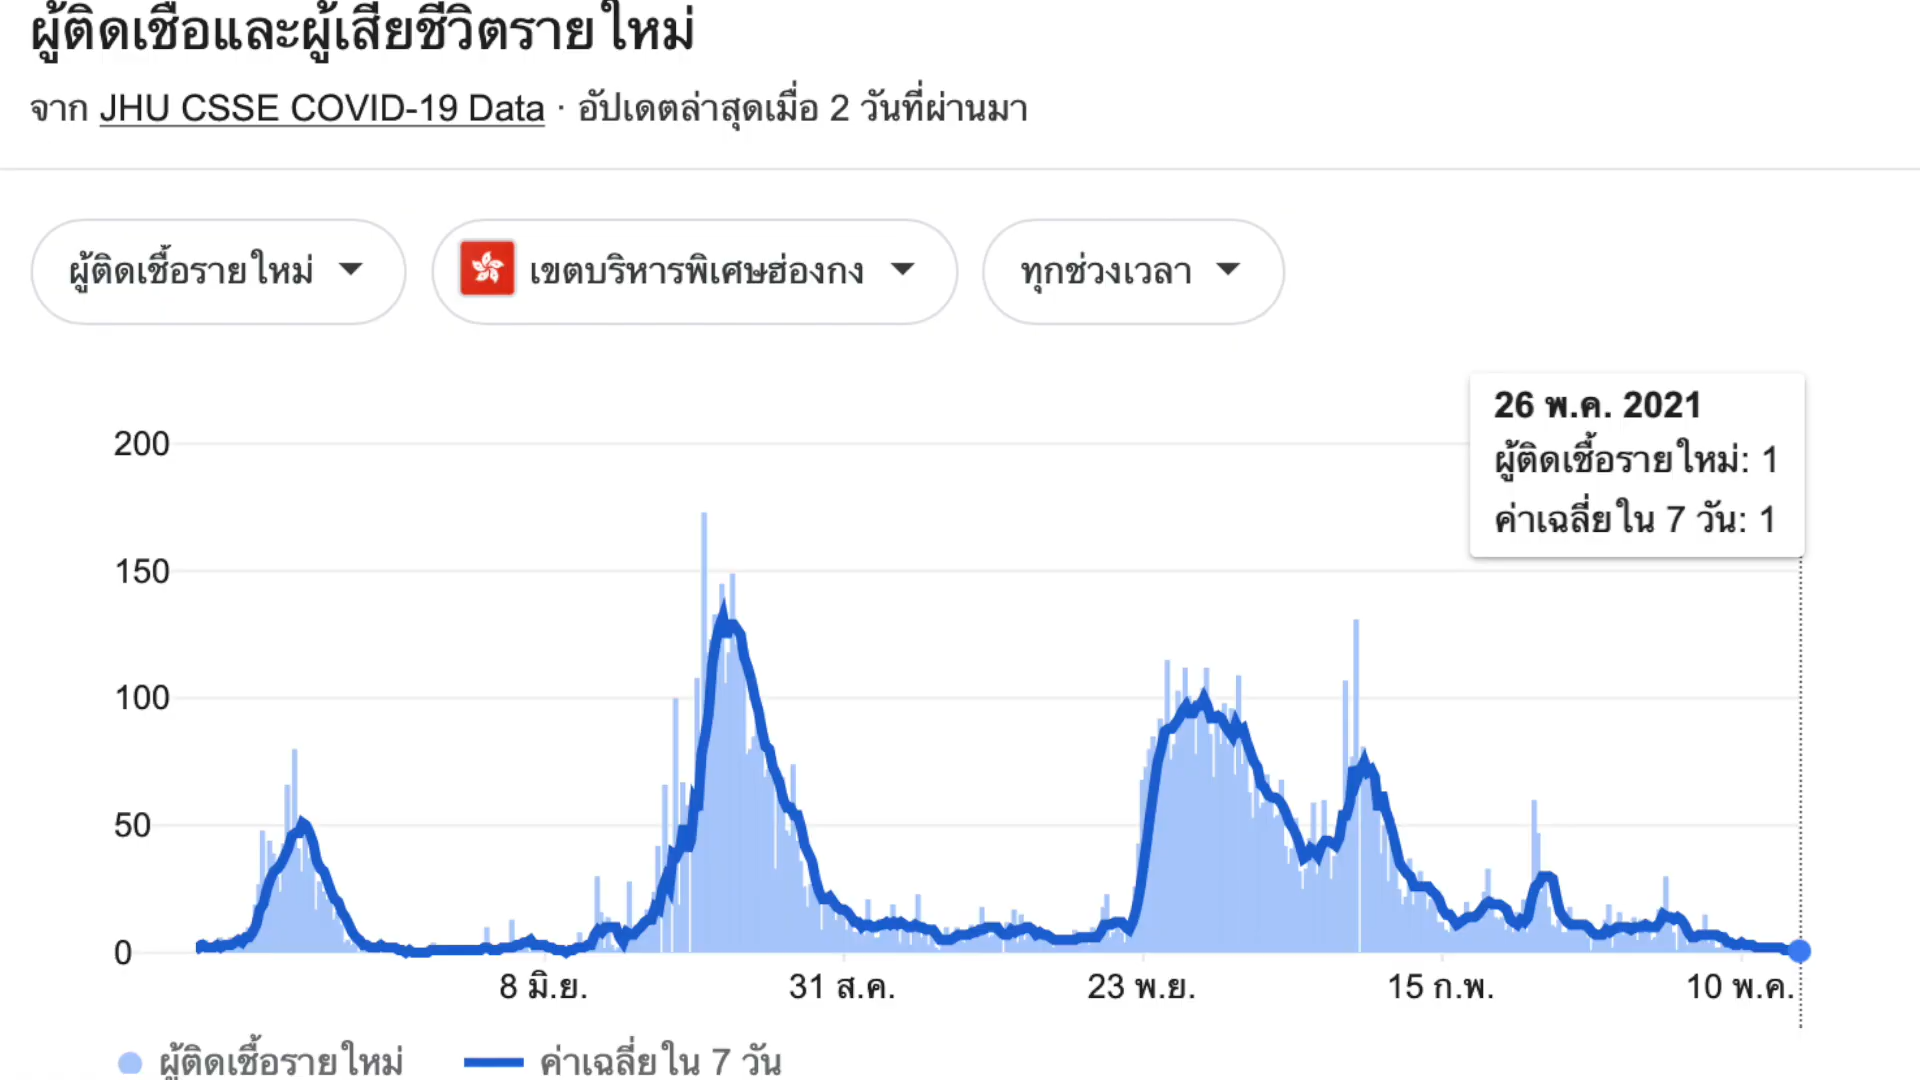 ผู้ติดเชื้อและผู้เสียชีวิตรายใหม่
จาก JHU CSSE COVID-19 Data · อัปเดตล่าสุดเมื่อ 2 วันที่ผ่านมา
ผู้ติดเชื้อรายใหม่ เขตบริหารพิเศษฮ่องกง ทุกช่วงเวลา
26 พ.ค. 2021
ผู้ติดเชื้อรายใหม่: 1
ค่าเฉลี่ยใน 7 วัน: 1
200
150
100
50
0
8 มิ.ย. 31 ส.ค. 23 พ.ย. 15 ก.พ. 10 พ.ค.
ผู้ติดเชื้อรายใหม่ ค่าเฉลี่ยใน 7 วัน